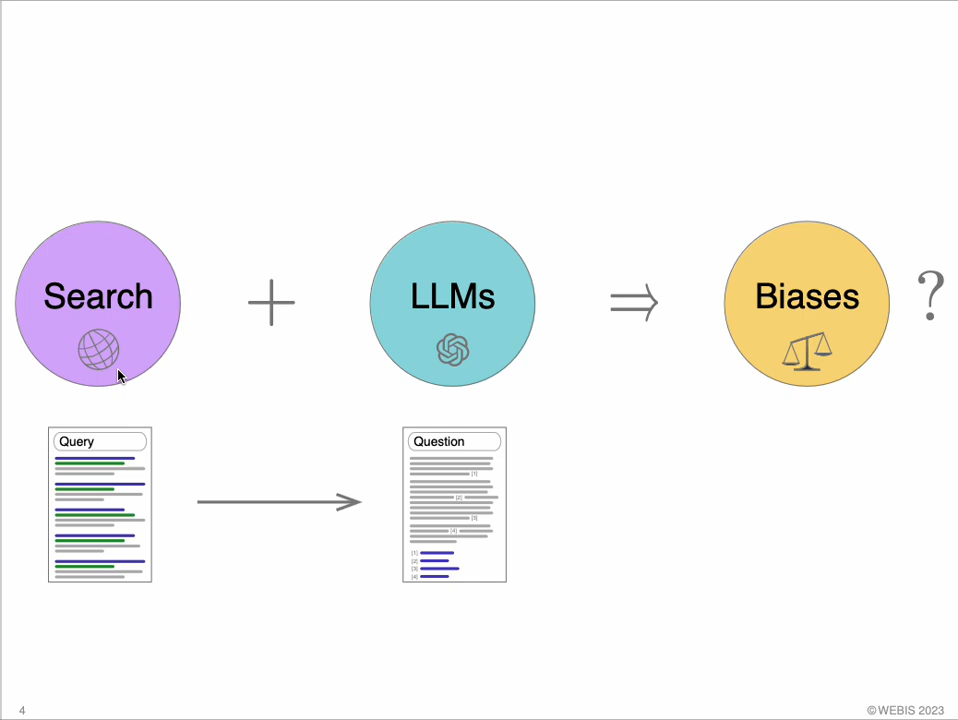 Search
+
LLMs
⇒
Biases
?
Query
Question
[1]
[2]
[3]
[4]
[1]
[2]
[3]
[4]
4
© WEBIS 2023